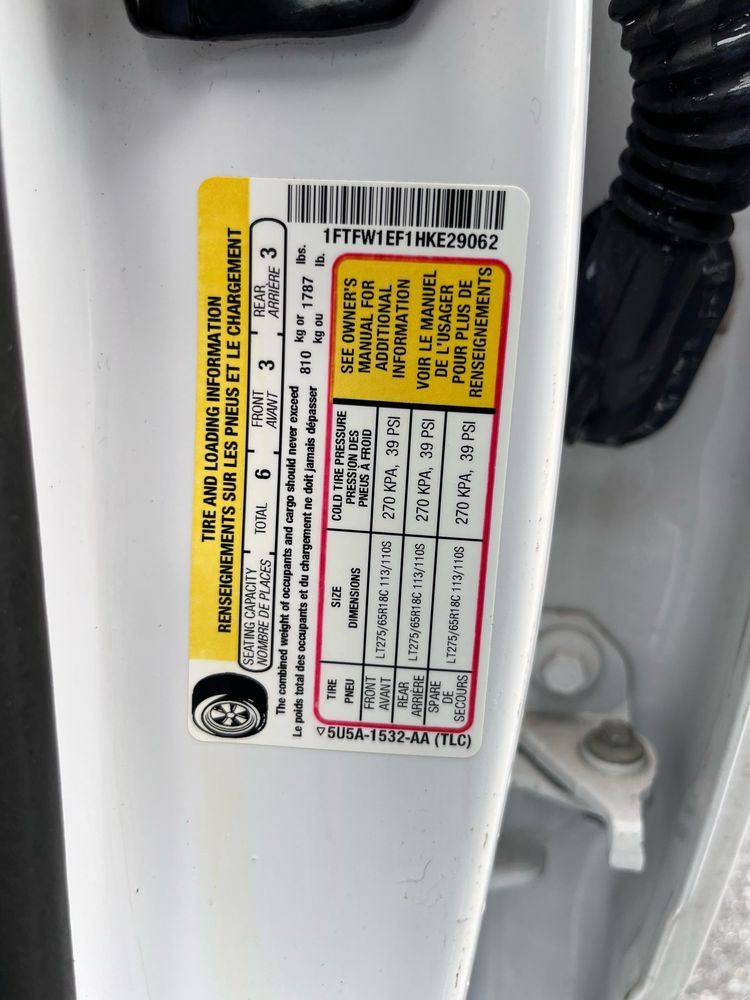 TIRE AND LOADING INFORMATION
RENSEIGNEMENTS SUR LES PNEUS ET LE CHARGEMENT
SEATING CAPACITY
NOMBRE DE PLACES
TOTAL 6
FRONT
AVANT
3
REAR
ARRIÈRE
3
The combined weight of occupants and cargo should never exceed 810 kg or 1787 lbs.
Le poids total des occupants et du chargement ne doit jamais dépasser kg ou lb.
TIRE
PNEU
SIZE
DIMENSIONS
COLD TIRE PRESSURE
PRESSION DES
PNEUS À FROID
FRONT
AVANT
LT275/65R18C 113/110S
270 KPA, 39 PSI
REAR
ARRIÈRE
LT275/65R18C 113/110S
270 KPA, 39 PSI
SPARE
DE
SECOURS
LT275/65R18C 113/110S
270 KPA, 39 PSI
SEE OWNER'S
MANUAL FOR
ADDITIONAL
INFORMATION
VOIR LE MANUEL
DE L'USAGER
POUR PLUS DE
RENSEIGNEMENTS
5U5A-1532-AA (TLC)
1FTFW1EF1HKE29062